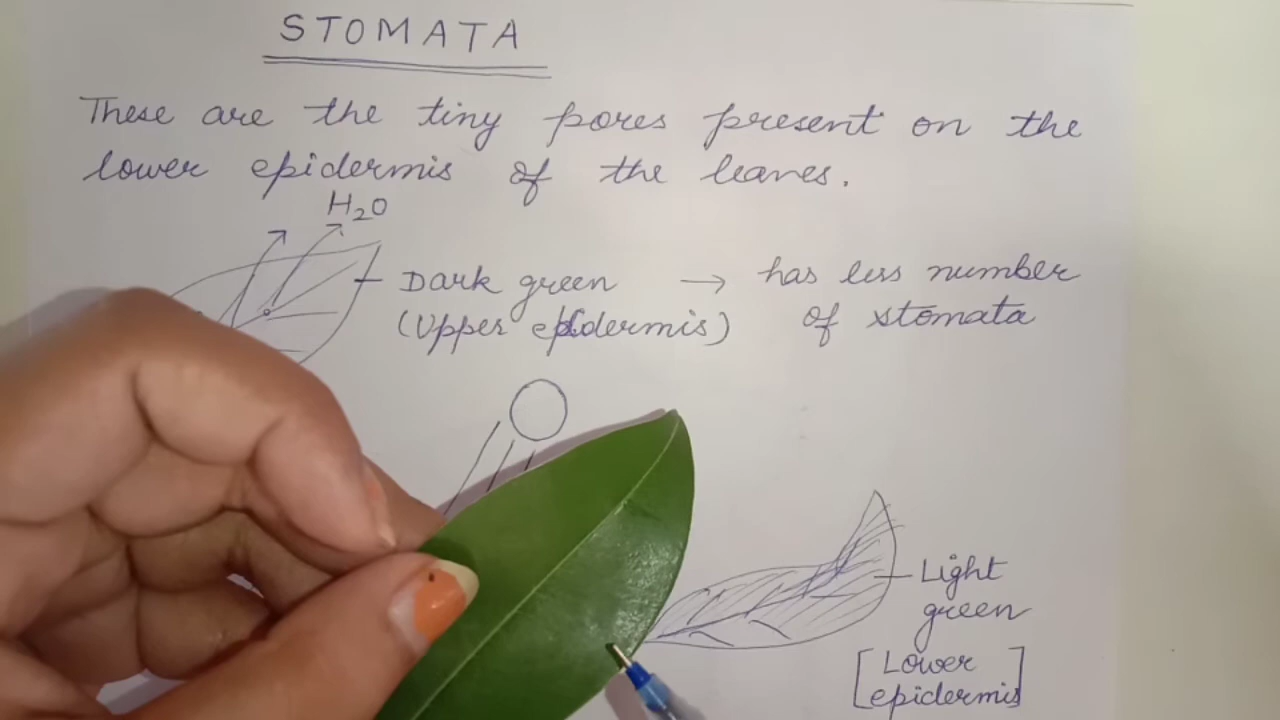 STOMATA
These are the tiny pores present on the
lower epidermis of the leaves.
H₂O
Dark green → has less number
(Upper epidermis) of stomata
Light
green
[Lower
epidermis]